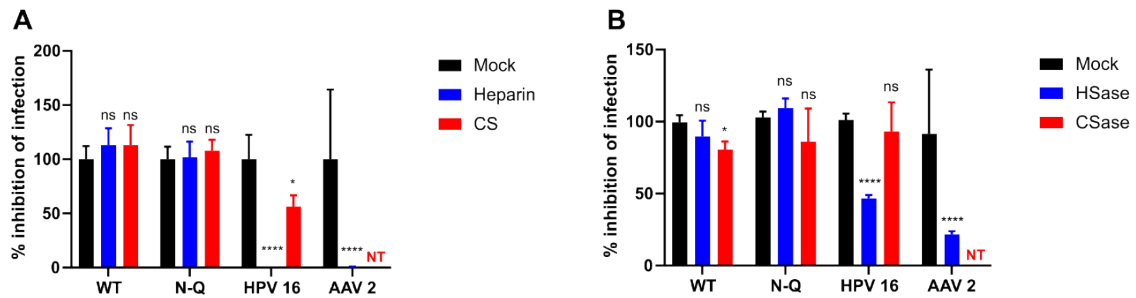 A
% inhibition of infection
200
150
100
50
0
ns ns
ns ns
****
*
****
NT
WT N-Q HPV 16 AAV 2
Mock
Heparin
CS
B
% inhibition of infection
150
100
50
0
ns
*
ns
ns
****
ns
****
NT
WT N-Q HPV 16 AAV 2
Mock
HSase
CSase